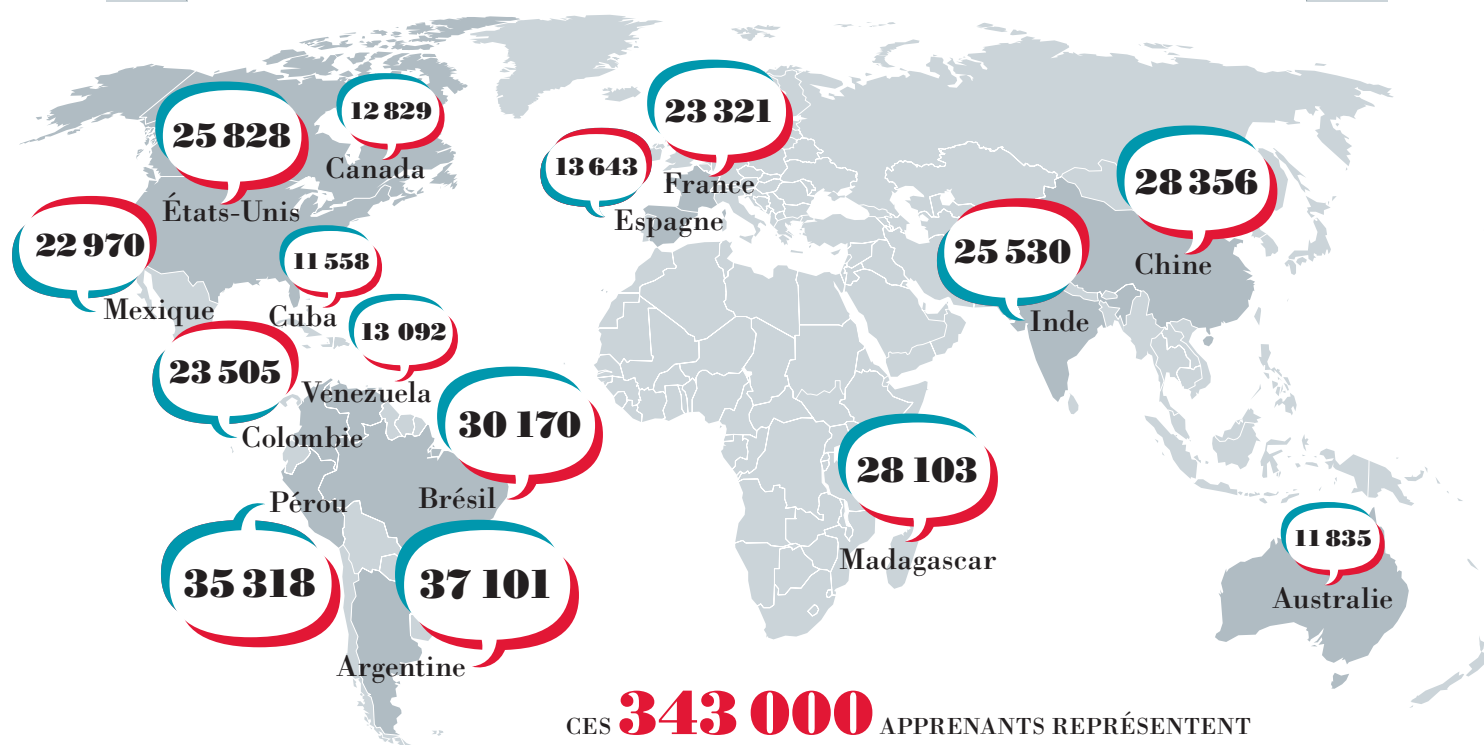 25 828
États-Unis
12 829
Canada
13 643
Espagne
23 321
France
28 356
Chine
22 970
Mexique
11 558
Cuba
13 092
Venezuela
25 530
Inde
23 505
Colombie
30 170
Brésil
28 103
Madagascar
Pérou
35 318
37 101
Argentine
11 835
Australie
CES 343 000 APPRENANTS REPRÉSENTENT